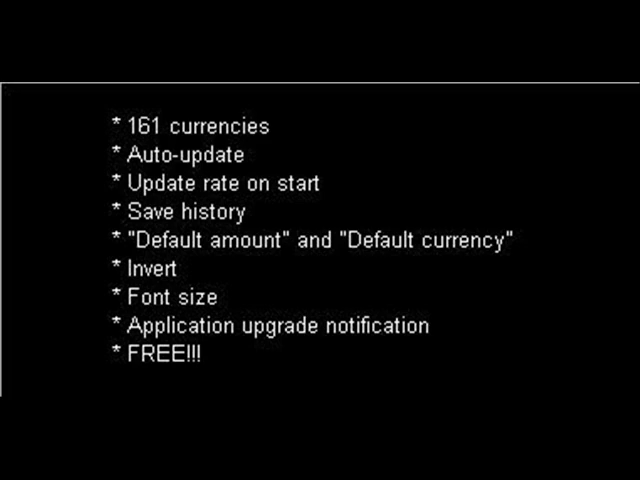 * 161 currencies
* Auto-update
* Update rate on start
* Save history
* "Default amount" and "Default currency"
* Invert
* Font size
* Application upgrade notification
* FREE!!!